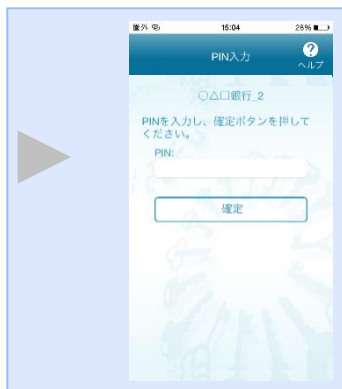 圏外 15:04 28%
PIN入力
?
ヘルプ
○△□銀行_2
PINを入力し、確定ボタンを押して
ください。
PIN:
確定